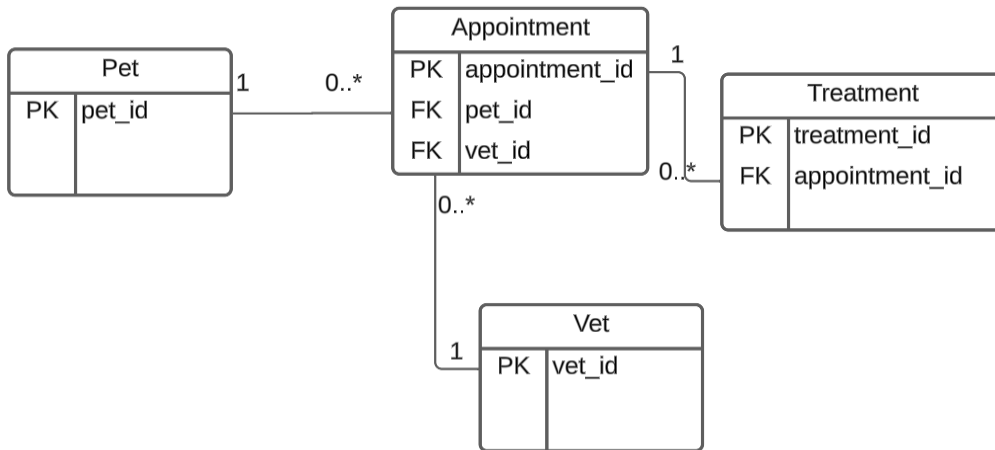 Pet
PK pet_id
1
0..*
Appointment
PK appointment_id
FK pet_id
FK vet_id
1
0..*
Treatment
PK treatment_id
FK appointment_id
0..*
1
Vet
PK vet_id